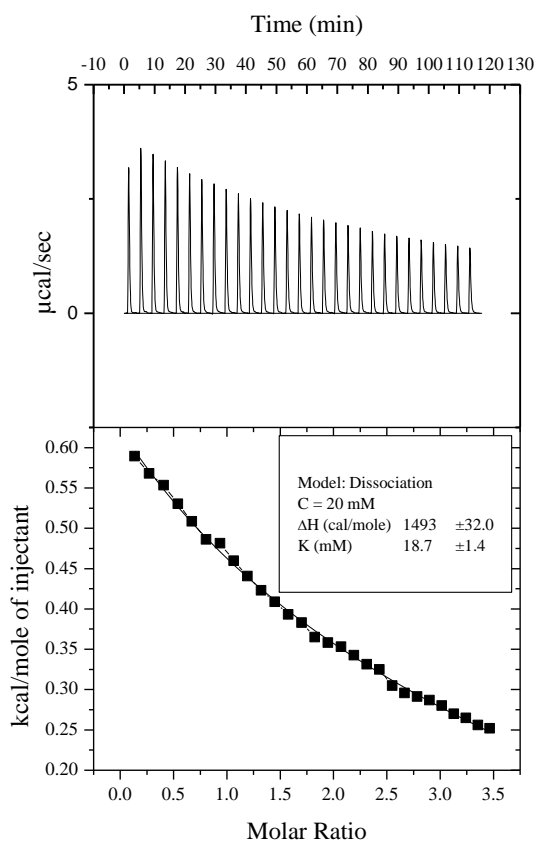 Time (min)
-10 0 10 20 30 40 50 60 70 80 90 100 110 120 130
5
0
µcal/sec
0.60
0.55
0.50
0.45
0.40
0.35
0.30
0.25
0.20
kcal/mole of injectant
Model: Dissociation
C = 20 mM
ΔH (cal/mole) 1493 ±32.0
K (mM) 18.7 ±1.4
0.0 0.5 1.0 1.5 2.0 2.5 3.0 3.5
Molar Ratio